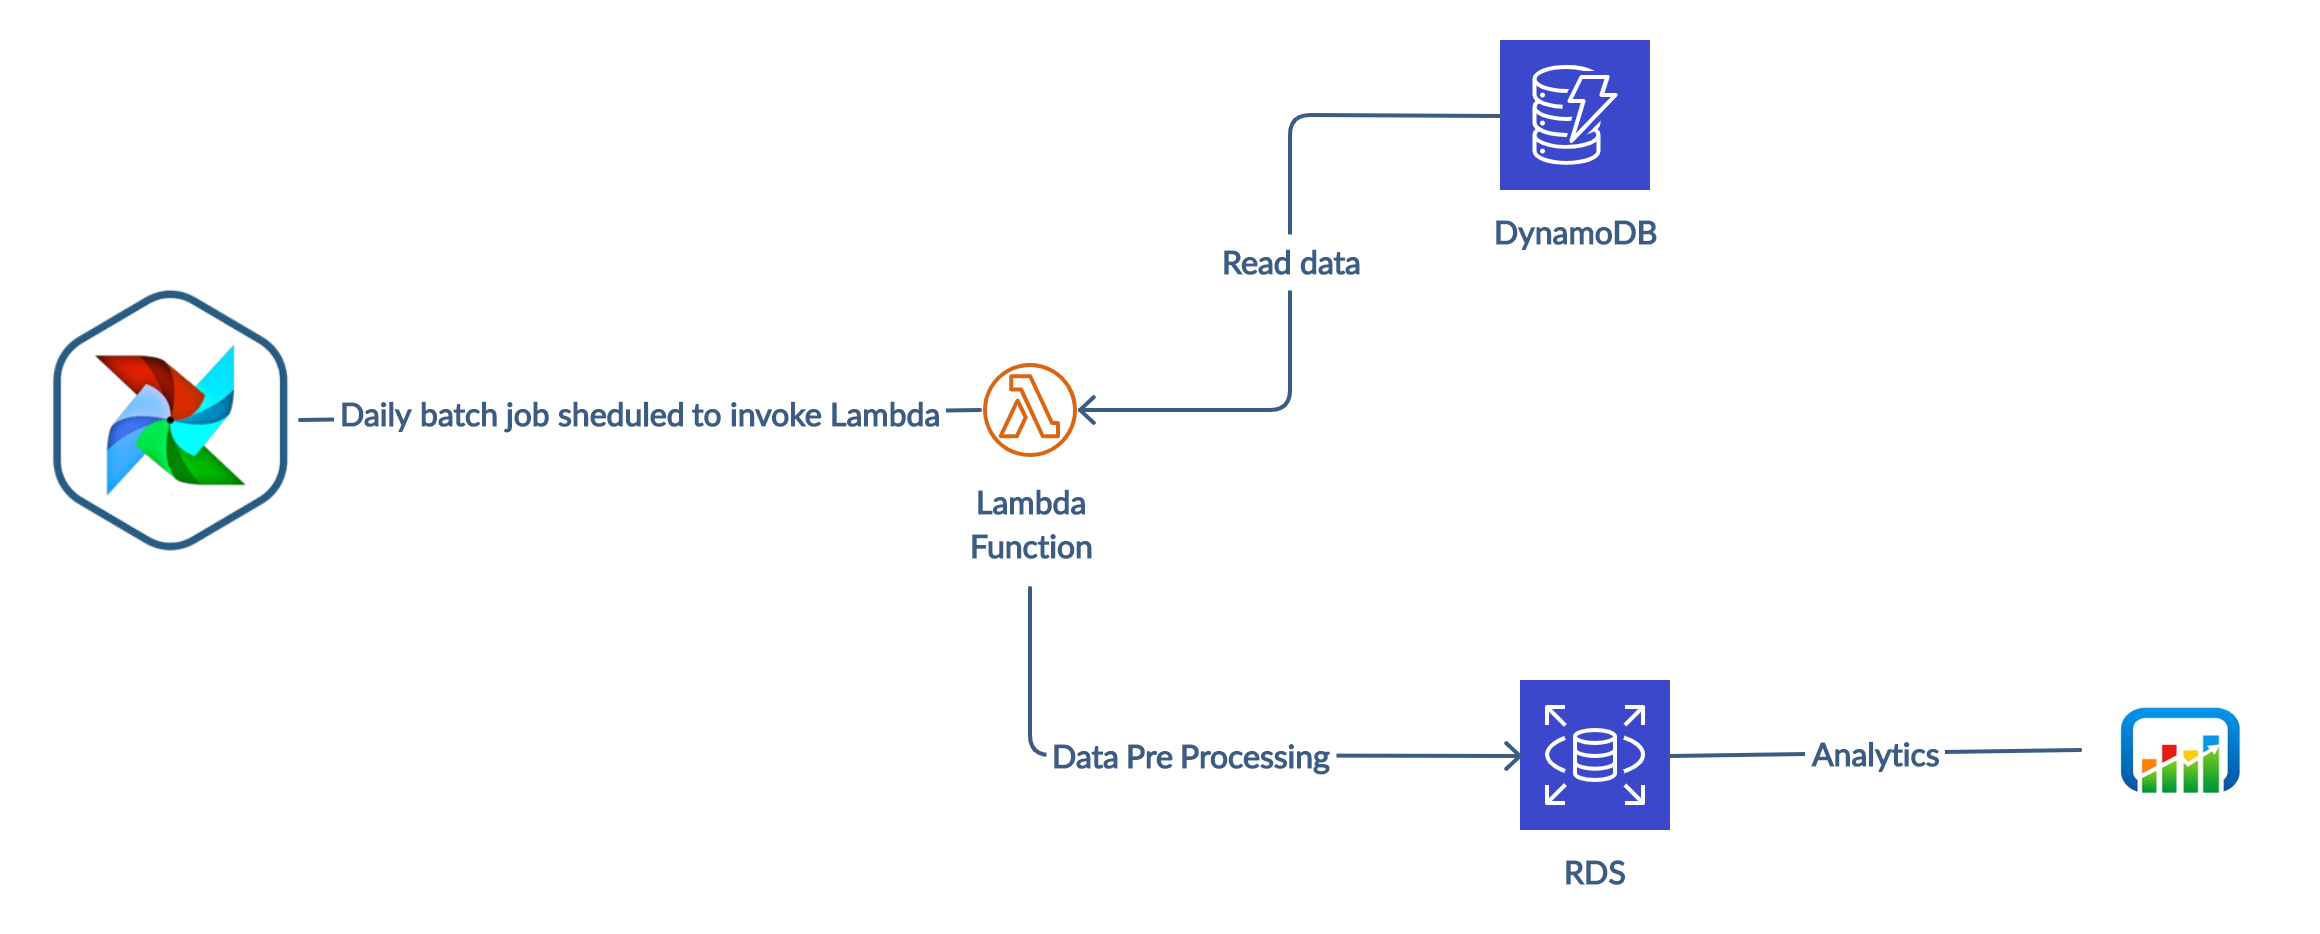 DynamoDB
Read data
Daily batch job sheduled to invoke Lambda
Lambda
Function
Data Pre Processing
Analytics
RDS